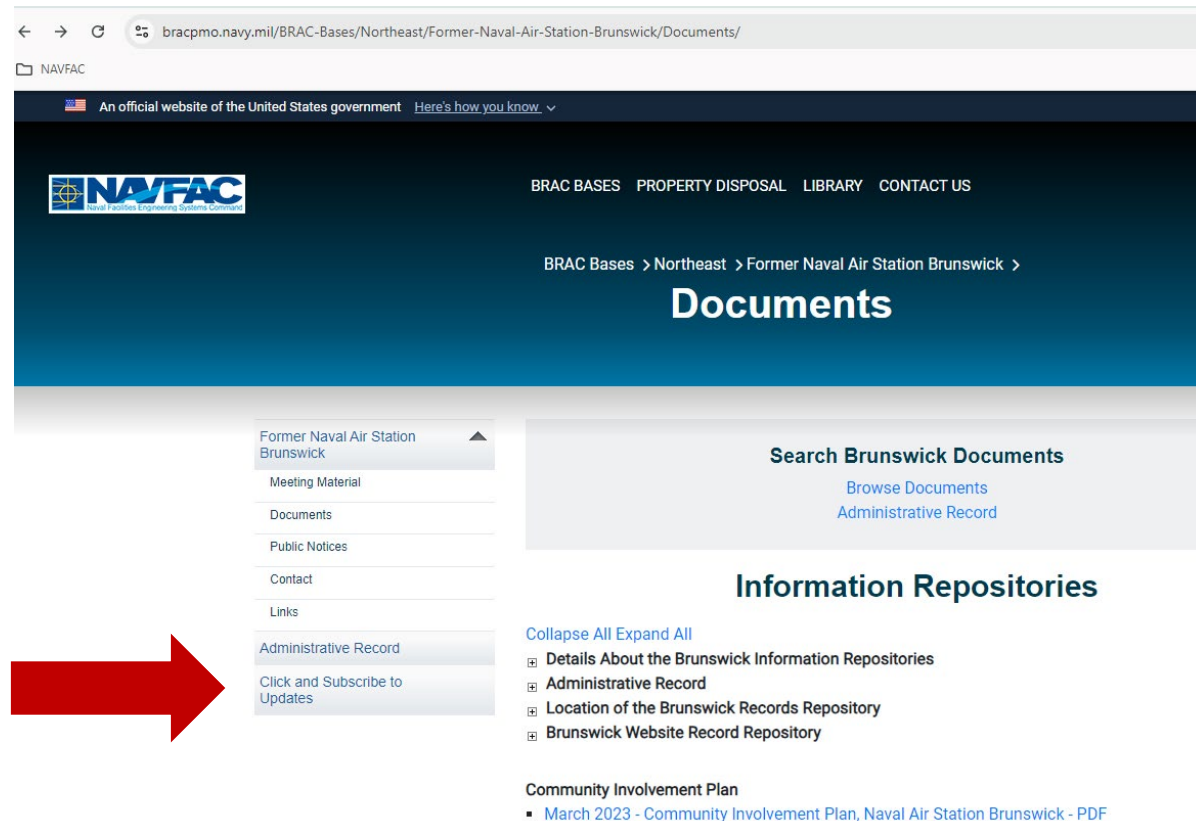 bracpmo.navy.mil/BRAC-Bases/Northeast/Former-Naval-Air-Station-Brunswick/Documents/
NAVFAC
An official website of the United States government Here's how you know
NAVFAC
Naval Facilities Engineering Systems Command
BRAC BASES PROPERTY DISPOSAL LIBRARY CONTACT US
BRAC Bases > Northeast > Former Naval Air Station Brunswick >
Documents
Former Naval Air Station
Brunswick
Meeting Material
Documents
Public Notices
Contact
Links
Administrative Record
Click and Subscribe to
Updates
Search Brunswick Documents
Browse Documents
Administrative Record
Information Repositories
Collapse All Expand All
Details About the Brunswick Information Repositories
Administrative Record
Location of the Brunswick Records Repository
Brunswick Website Record Repository
Community Involvement Plan
▪ March 2023 - Community Involvement Plan, Naval Air Station Brunswick - PDF